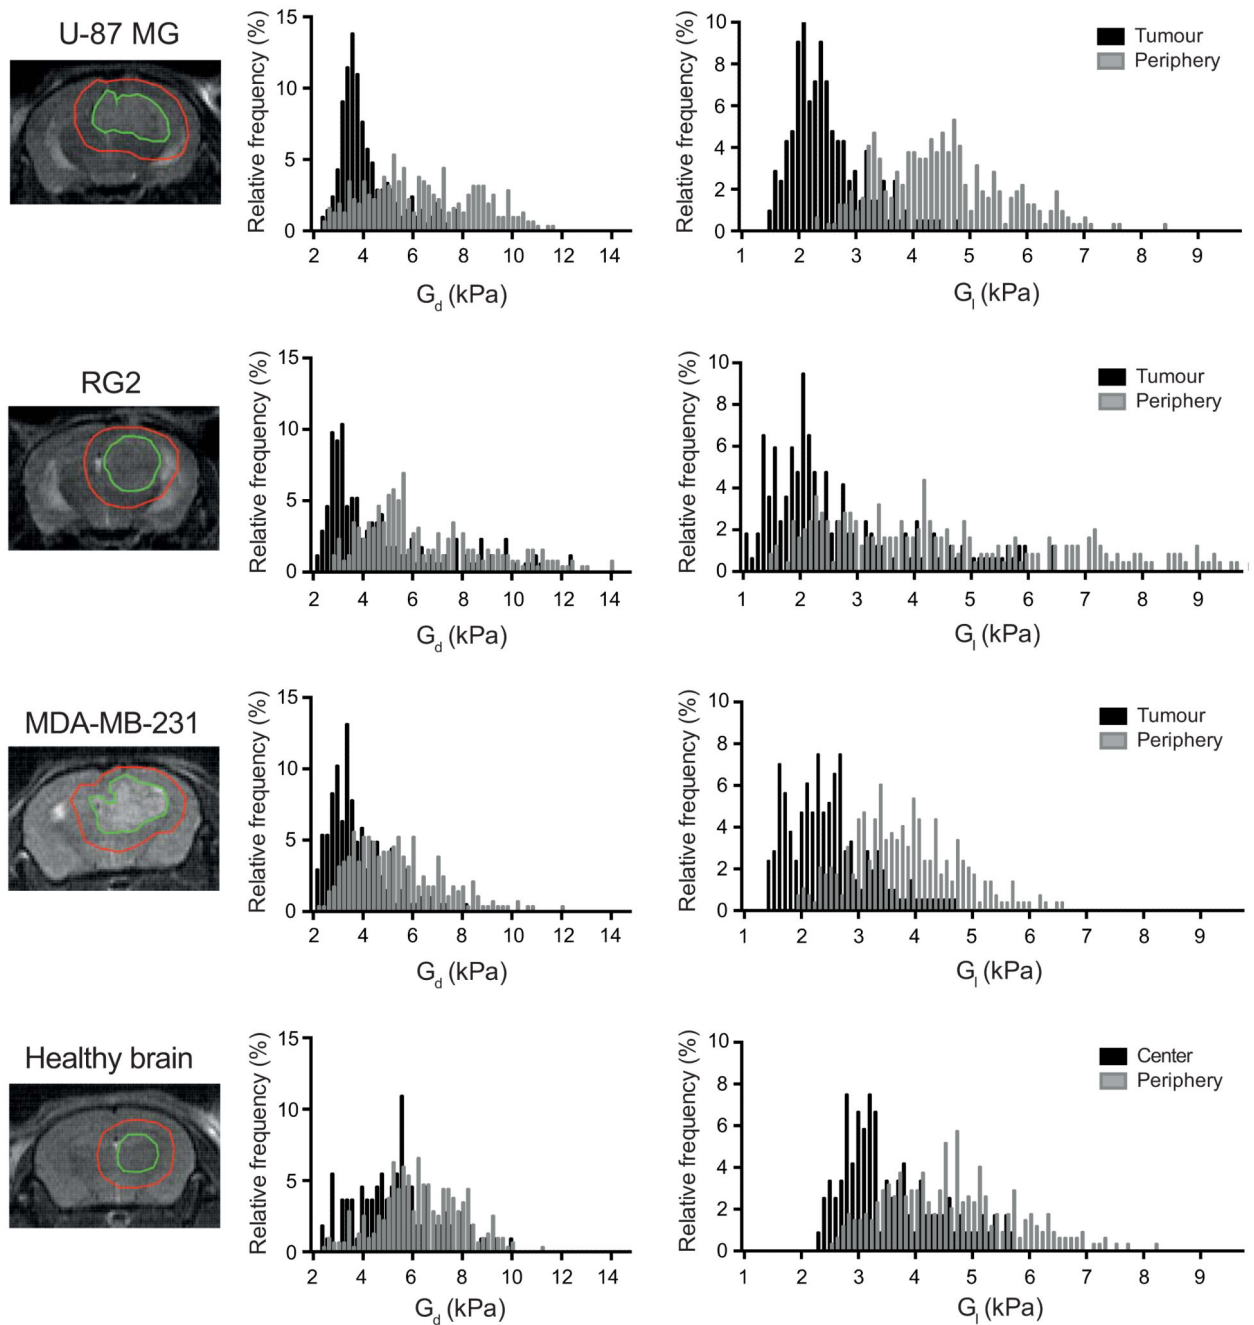 U-87 MG
Relative frequency (%)
15
10
5
0
2 4 6 8 10 12 14
G_d (kPa)
Relative frequency (%)
10
8
6
4
2
0
1 2 3 4 5 6 7 8 9
G_l (kPa)
Tumour
Periphery
RG2
Relative frequency (%)
15
10
5
0
2 4 6 8 10 12 14
G_d (kPa)
Relative frequency (%)
10
8
6
4
2
0
1 2 3 4 5 6 7 8 9
G_l (kPa)
Tumour
Periphery
MDA-MB-231
Relative frequency (%)
15
10
5
0
2 4 6 8 10 12 14
G_d (kPa)
Relative frequency (%)
10
8
6
4
2
0
1 2 3 4 5 6 7 8 9
G_l (kPa)
Tumour
Periphery
Healthy brain
Relative frequency (%)
15
10
5
0
2 4 6 8 10 12 14
G_d (kPa)
Relative frequency (%)
10
8
6
4
2
0
1 2 3 4 5 6 7 8 9
G_l (kPa)
Center
Periphery